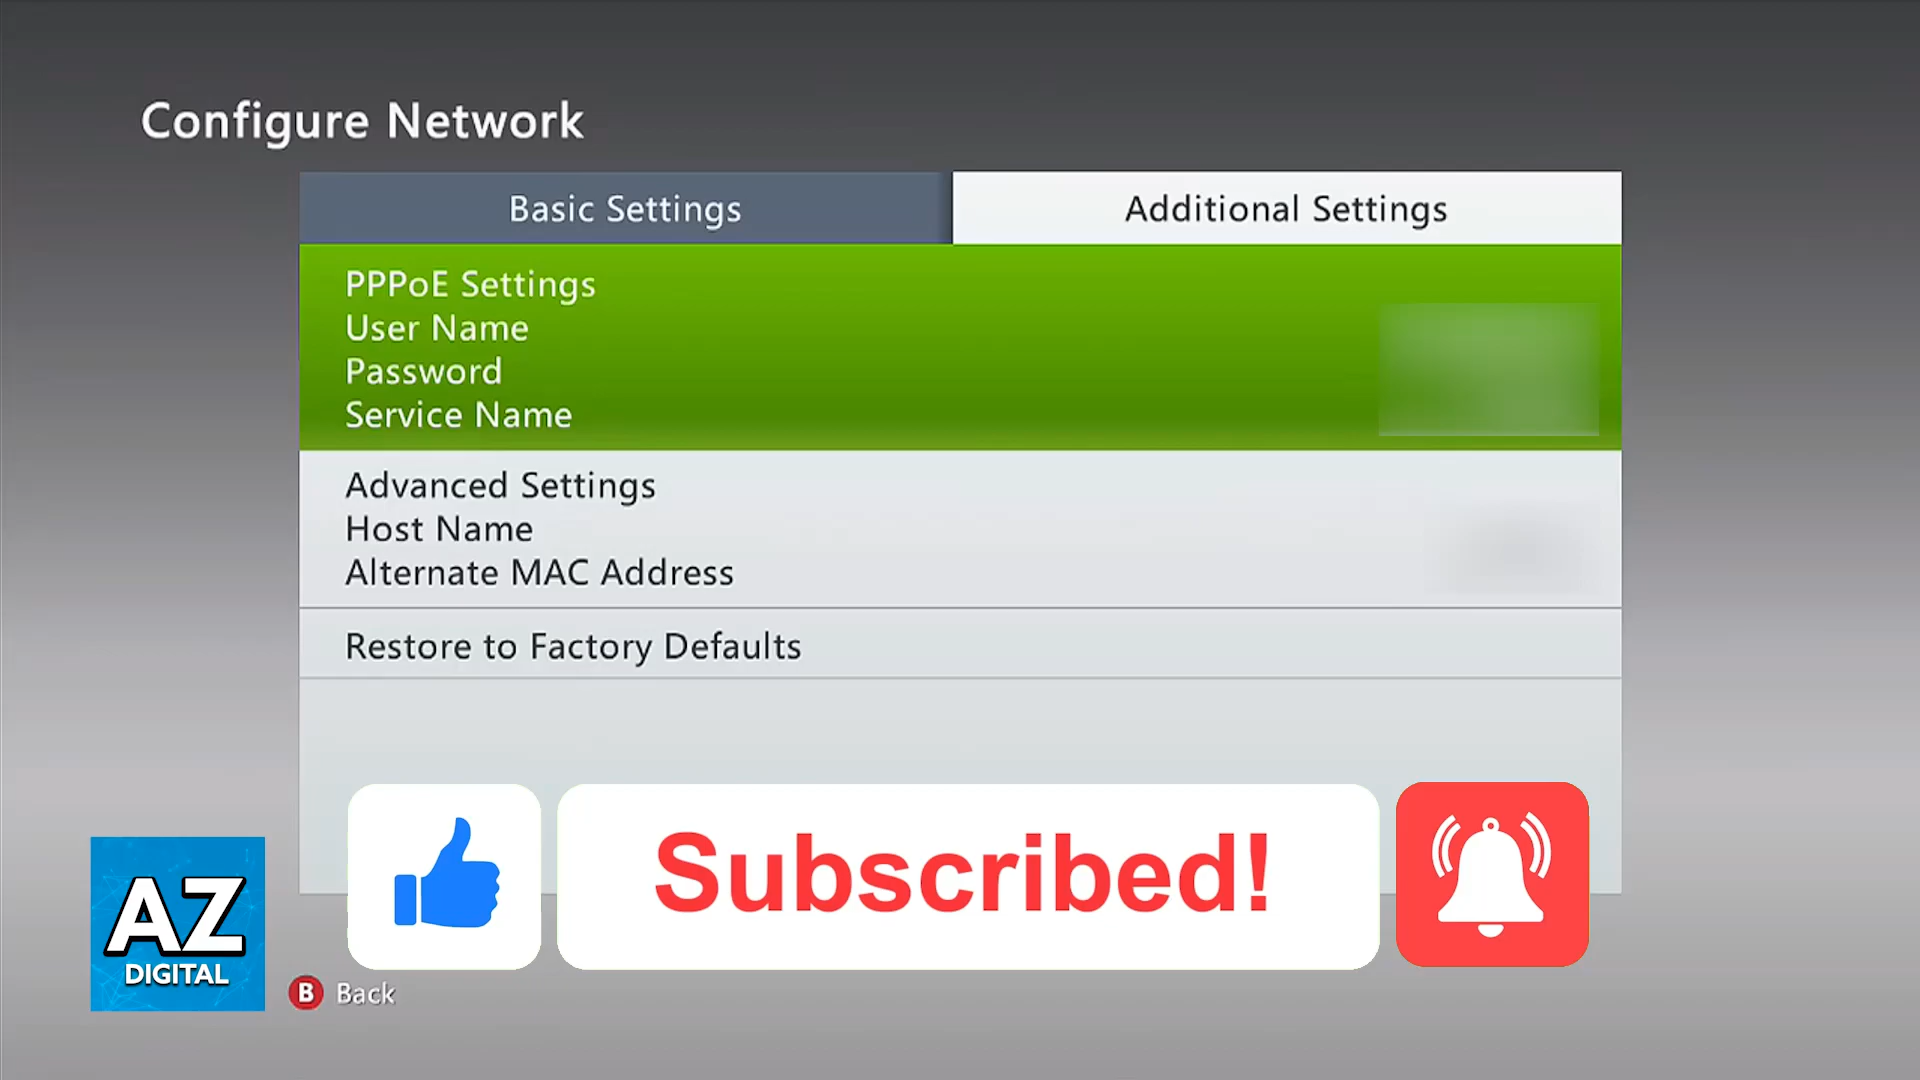 Configure Network
Basic Settings
Additional Settings
PPPoE Settings
User Name
Password
Service Name
Advanced Settings
Host Name
Alternate MAC Address
Restore to Factory Defaults
Subscribed!
AZ
DIGITAL
B Back